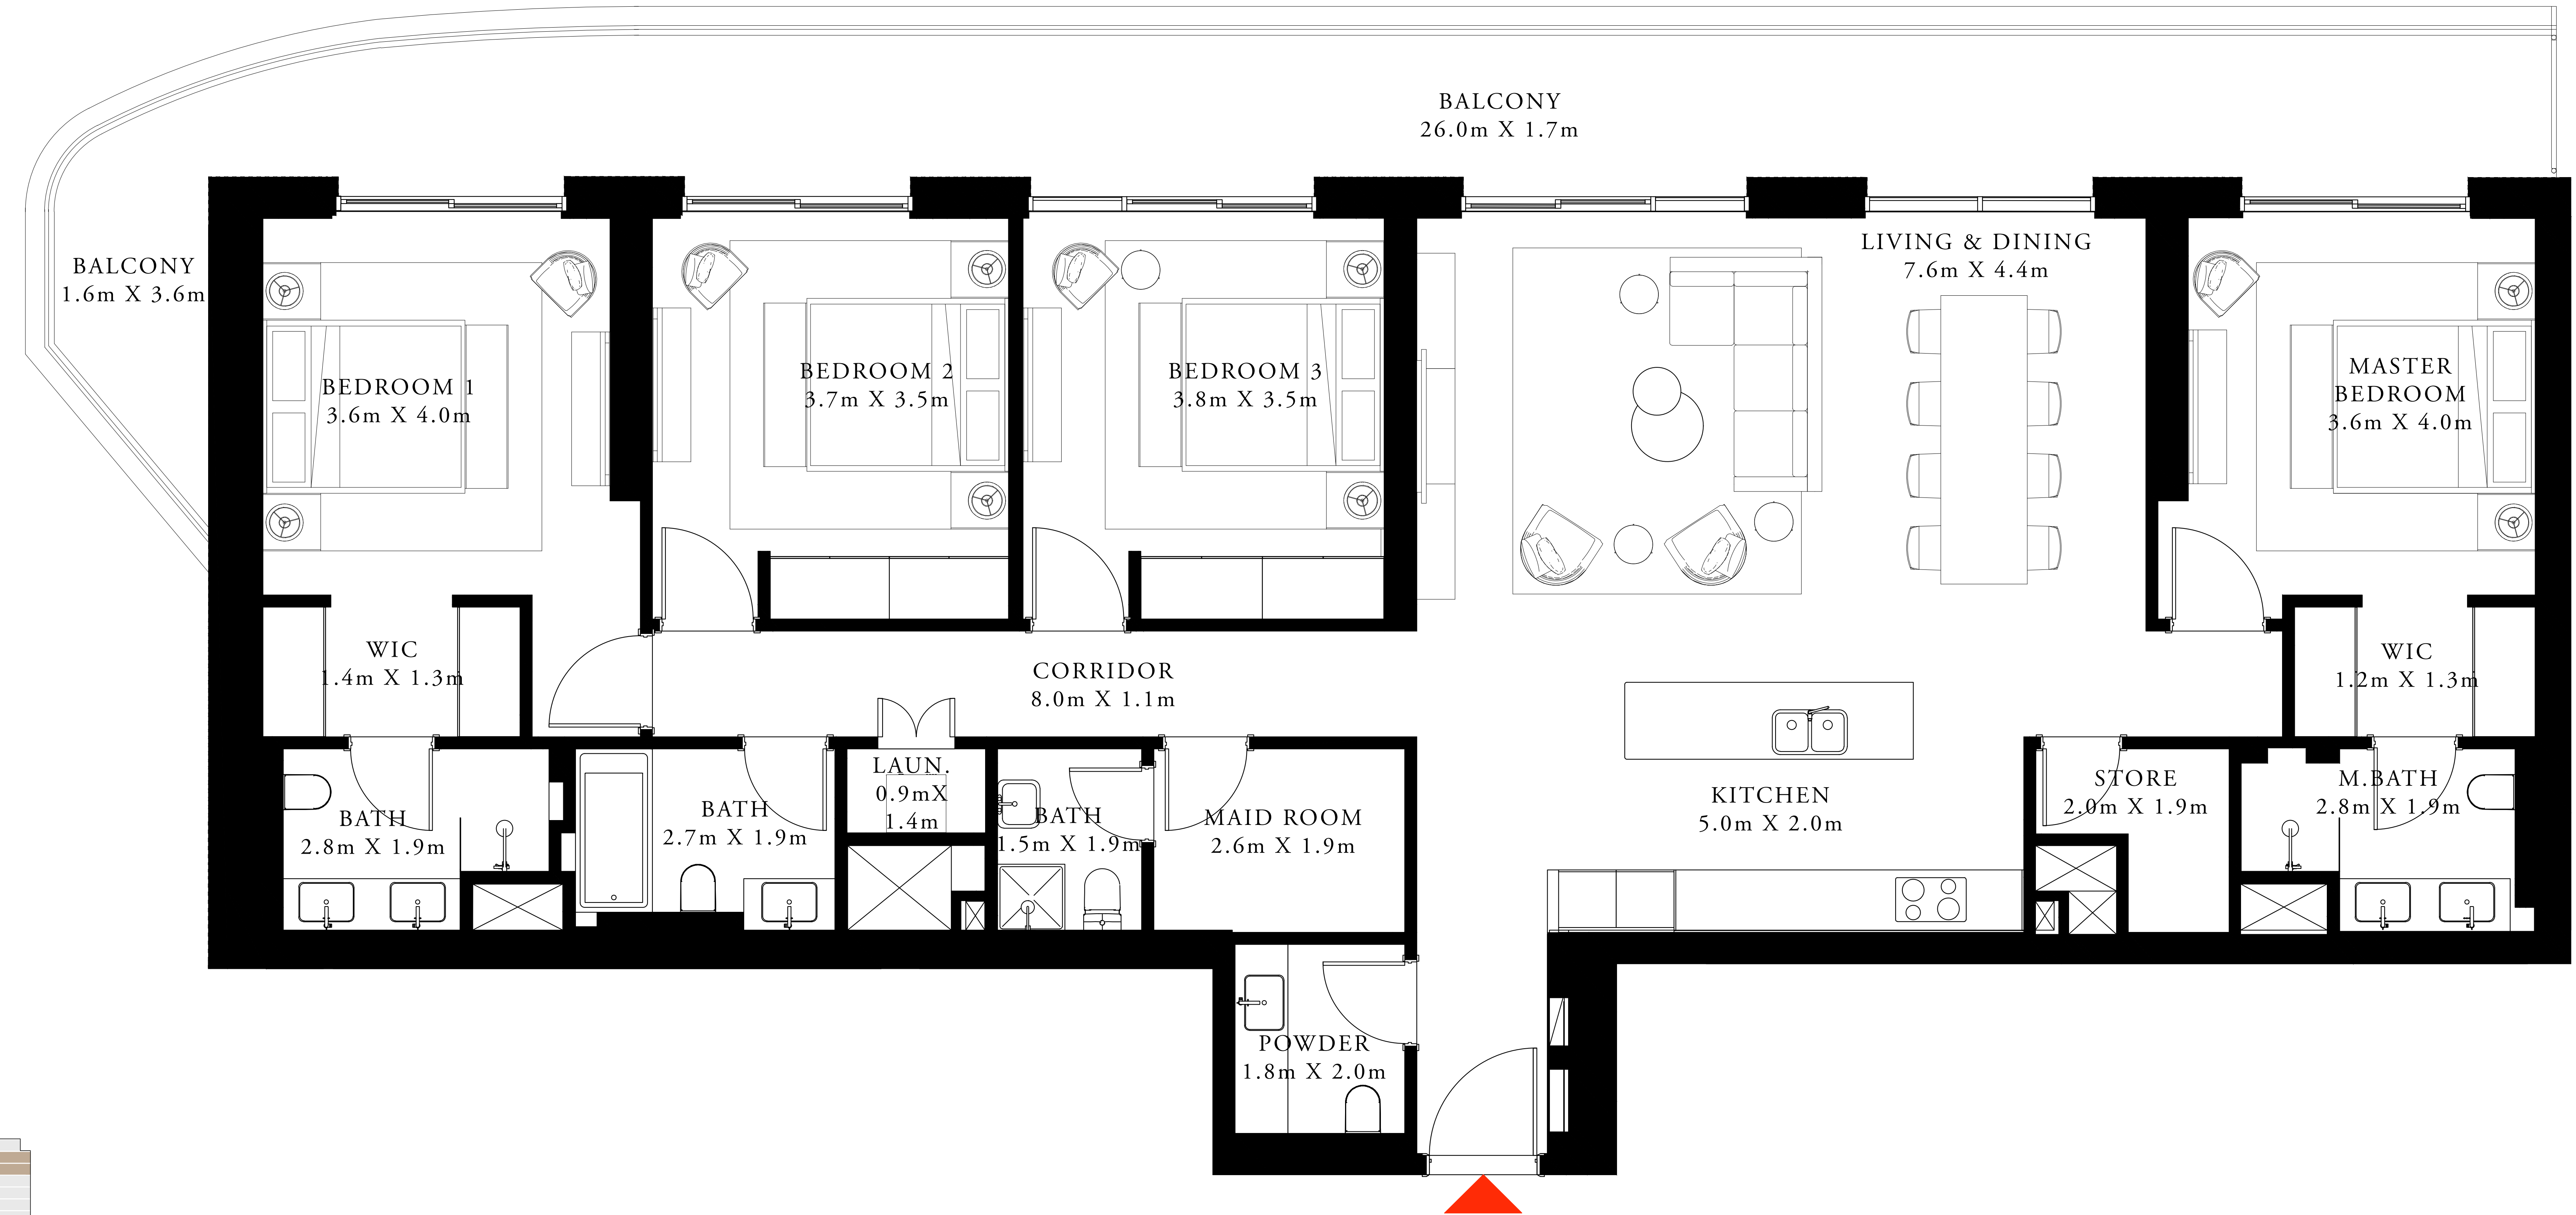 BALCONY
26.0m X 1.7m
BALCONY
1.6m X 3.6m
BEDROOM 1
3.6m X 4.0m
BEDROOM 2
3.7m X 3.5m
BEDROOM 3
3.8m X 3.5m
LIVING & DINING
7.6m X 4.4m
MASTER
BEDROOM
3.6m X 4.0m
WIC
1.4m X 1.3m
CORRIDOR
8.0m X 1.1m
WIC
1.2m X 1.3m
BATH
2.8m X 1.9m
BATH
2.7m X 1.9m
LAUN.
0.9mX
1.4m
BATH
1.5m X 1.9m
MAID ROOM
2.6m X 1.9m
KITCHEN
5.0m X 2.0m
STORE
2.0m X 1.9m
M.BATH
2.8m X 1.9m
POWDER
1.8m X 2.0m